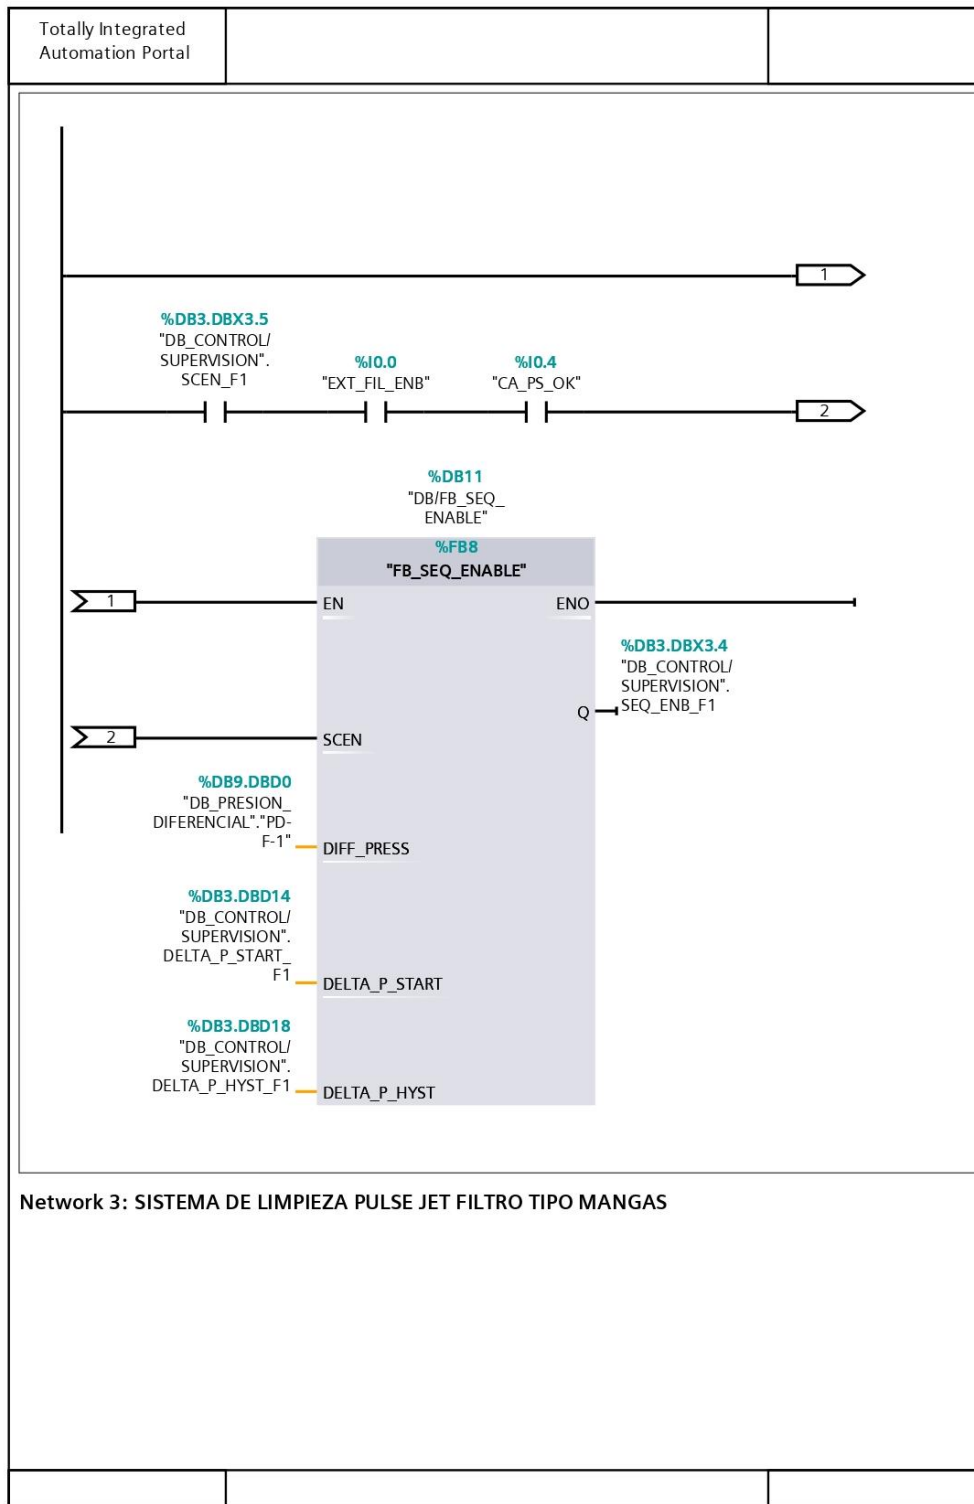 Totally Integrated
Automation Portal
1
%DB3.DBX3.5
"DB_CONTROL/
SUPERVISION".
SCEN_F1
%I0.0
"EXT_FIL_ENB"
%I0.4
"CA_PS_OK"
2
%DB11
"DB/FB_SEQ_
ENABLE"
%FB8
"FB_SEQ_ENABLE"
1
EN
ENO
%DB3.DBX3.4
"DB_CONTROL/
SUPERVISION".
SEQ_ENB_F1
Q
2
SCEN
%DB9.DBD0
"DB_PRESION_
DIFERENCIAL"."PD-
F-1"
DIFF_PRESS
%DB3.DBD14
"DB_CONTROL/
SUPERVISION".
DELTA_P_START_
F1
DELTA_P_START
%DB3.DBD18
"DB_CONTROL/
SUPERVISION".
DELTA_P_HYST_F1
DELTA_P_HYST
Network 3: SISTEMA DE LIMPIEZA PULSE JET FILTRO TIPO MANGAS